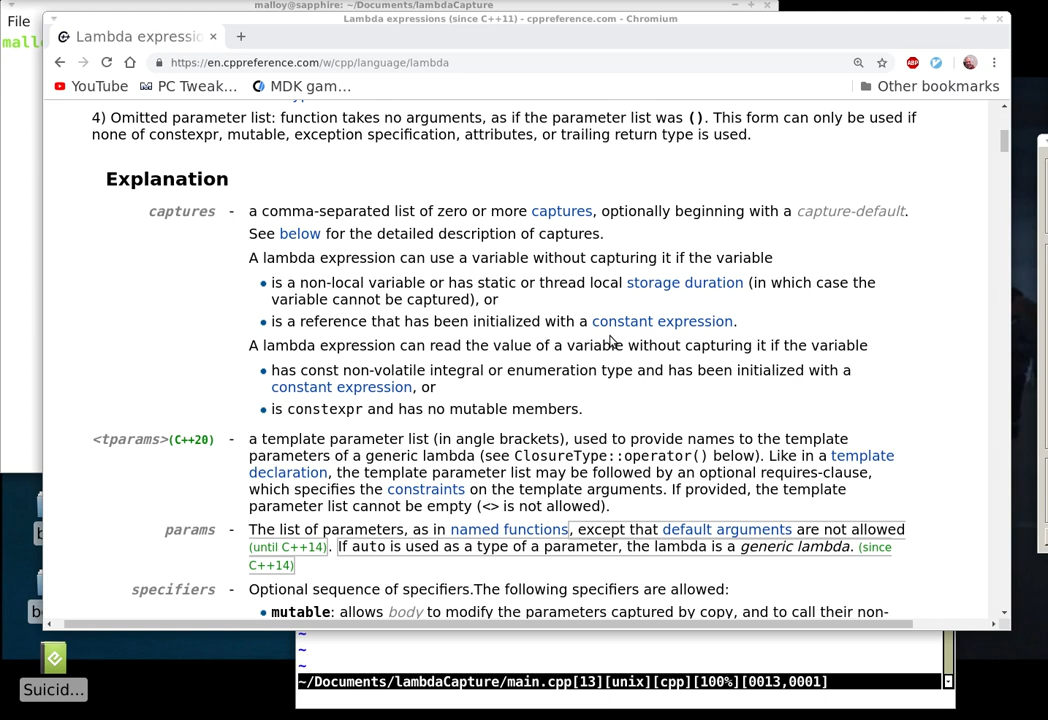 malloy@sapphire: ~/Documents/lambdaCapture
File
Lambda expressions (since C++11) - cppreference.com - Chromium
Lambda expressio
https://en.cppreference.com/w/cpp/language/lambda
ABP
YouTube PC Tweak... MDK gam... Other bookmarks
4) Omitted parameter list: function takes no arguments, as if the parameter list was (). This form can only be used if
none of constexpr, mutable, exception specification, attributes, or trailing return type is used.
Explanation
captures - a comma-separated list of zero or more captures, optionally beginning with a capture-default.
See below for the detailed description of captures.
A lambda expression can use a variable without capturing it if the variable
• is a non-local variable or has static or thread local storage duration (in which case the
variable cannot be captured), or
• is a reference that has been initialized with a constant expression.
A lambda expression can read the value of a variable without capturing it if the variable
• has const non-volatile integral or enumeration type and has been initialized with a
constant expression, or
• is constexpr and has no mutable members.
<tparams>(C++20) - a template parameter list (in angle brackets), used to provide names to the template
parameters of a generic lambda (see ClosureType::operator() below). Like in a template
declaration, the template parameter list may be followed by an optional requires-clause,
which specifies the constraints on the template arguments. If provided, the template
parameter list cannot be empty (<> is not allowed).
params - The list of parameters, as in named functions, except that default arguments are not allowed
(until C++14). If auto is used as a type of a parameter, the lambda is a generic lambda. (since
C++14)
specifiers - Optional sequence of specifiers.The following specifiers are allowed:
• mutable: allows body to modify the parameters captured by copy, and to call their non-
~
~
~
Suicid...
~/Documents/lambdaCapture/main.cpp[13][unix][cpp][100%][0013,0001]